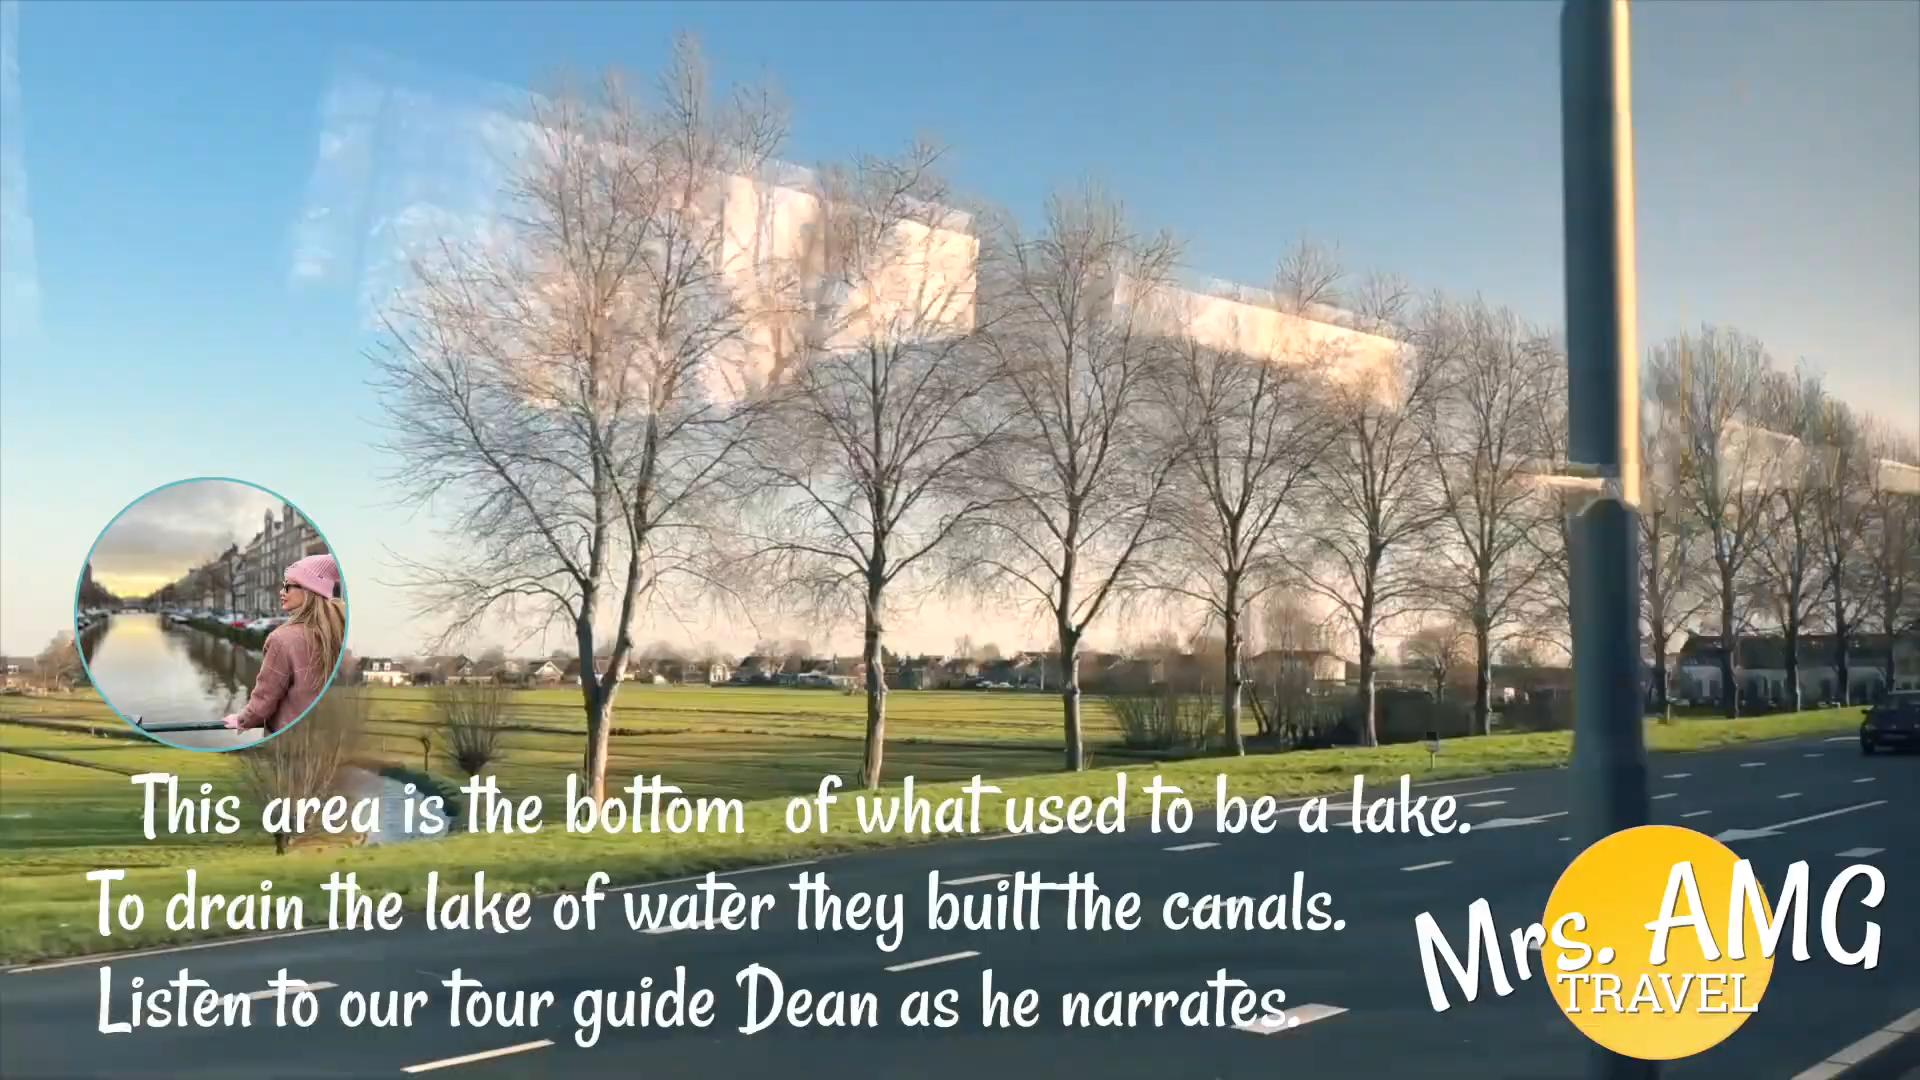 This area is the bottom of what used to be a lake.
To drain the lake of water they built the canals.
Listen to our tour guide Dean as he narrates.
Mrs. AMG
TRAVEL